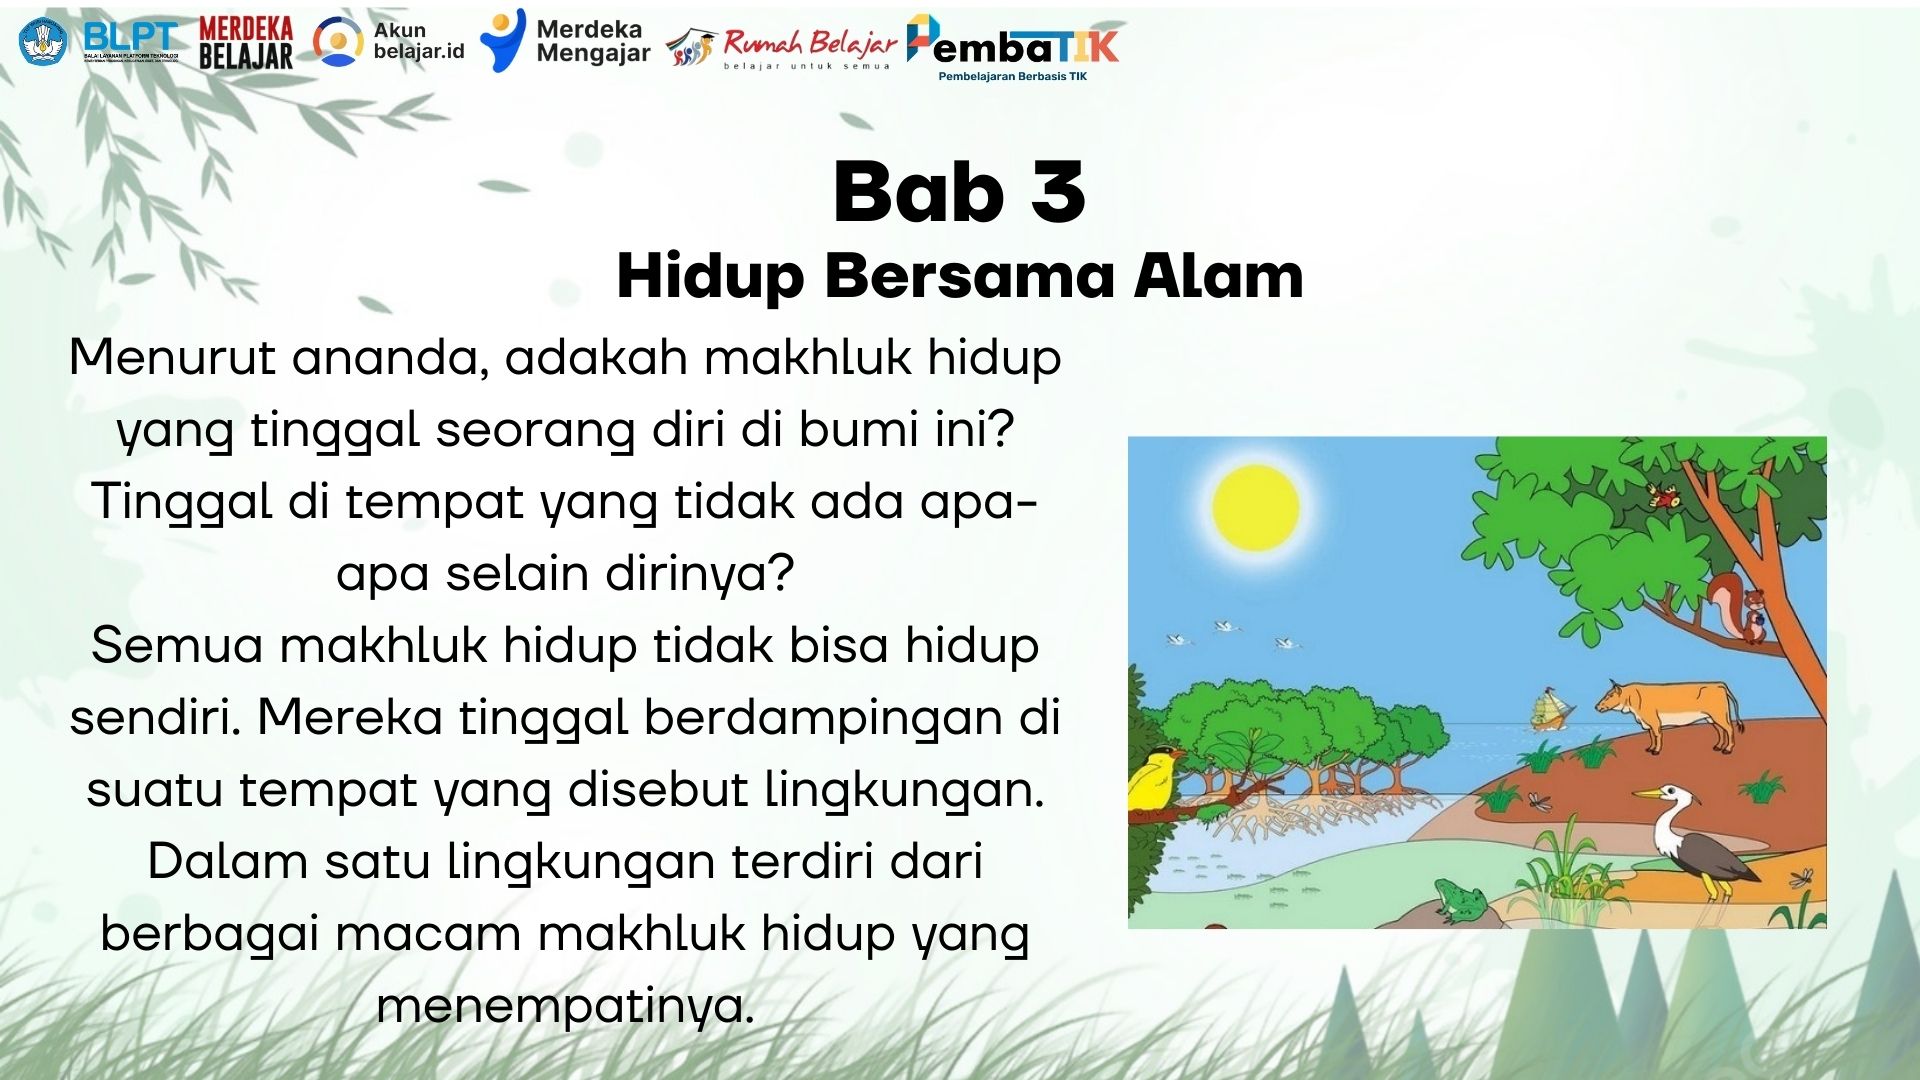 BLPT
BALAI LAYANAN PLATFORM TEKNOLOGI
MERDEKA
BELAJAR
Akun
belajar.id
Merdeka
Mengajar
Rumah Belajar
belajar untuk semua
PembaTIK
Pembelajaran Berbasis TIK
Bab 3
Hidup Bersama Alam
Menurut ananda, adakah makhluk hidup
yang tinggal seorang diri di bumi ini?
Tinggal di tempat yang tidak ada apa-
apa selain dirinya?
Semua makhluk hidup tidak bisa hidup
sendiri. Mereka tinggal berdampingan di
suatu tempat yang disebut lingkungan.
Dalam satu lingkungan terdiri dari
berbagai macam makhluk hidup yang
menempatinya.